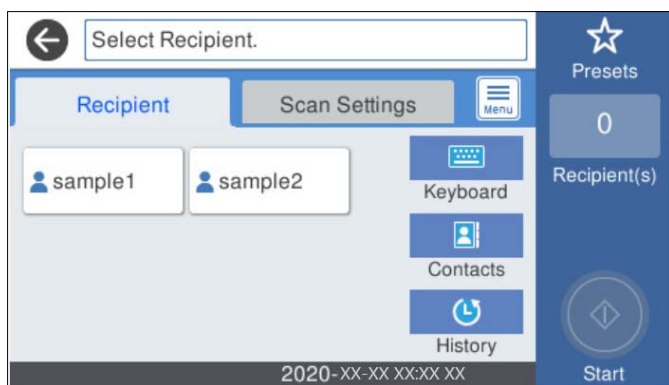 Select Recipient.
Presets
Recipient
Scan Settings
Menu
0
Recipient(s)
sample1
sample2
Keyboard
Contacts
History
2020-XX-XX XX:XX XX
Start